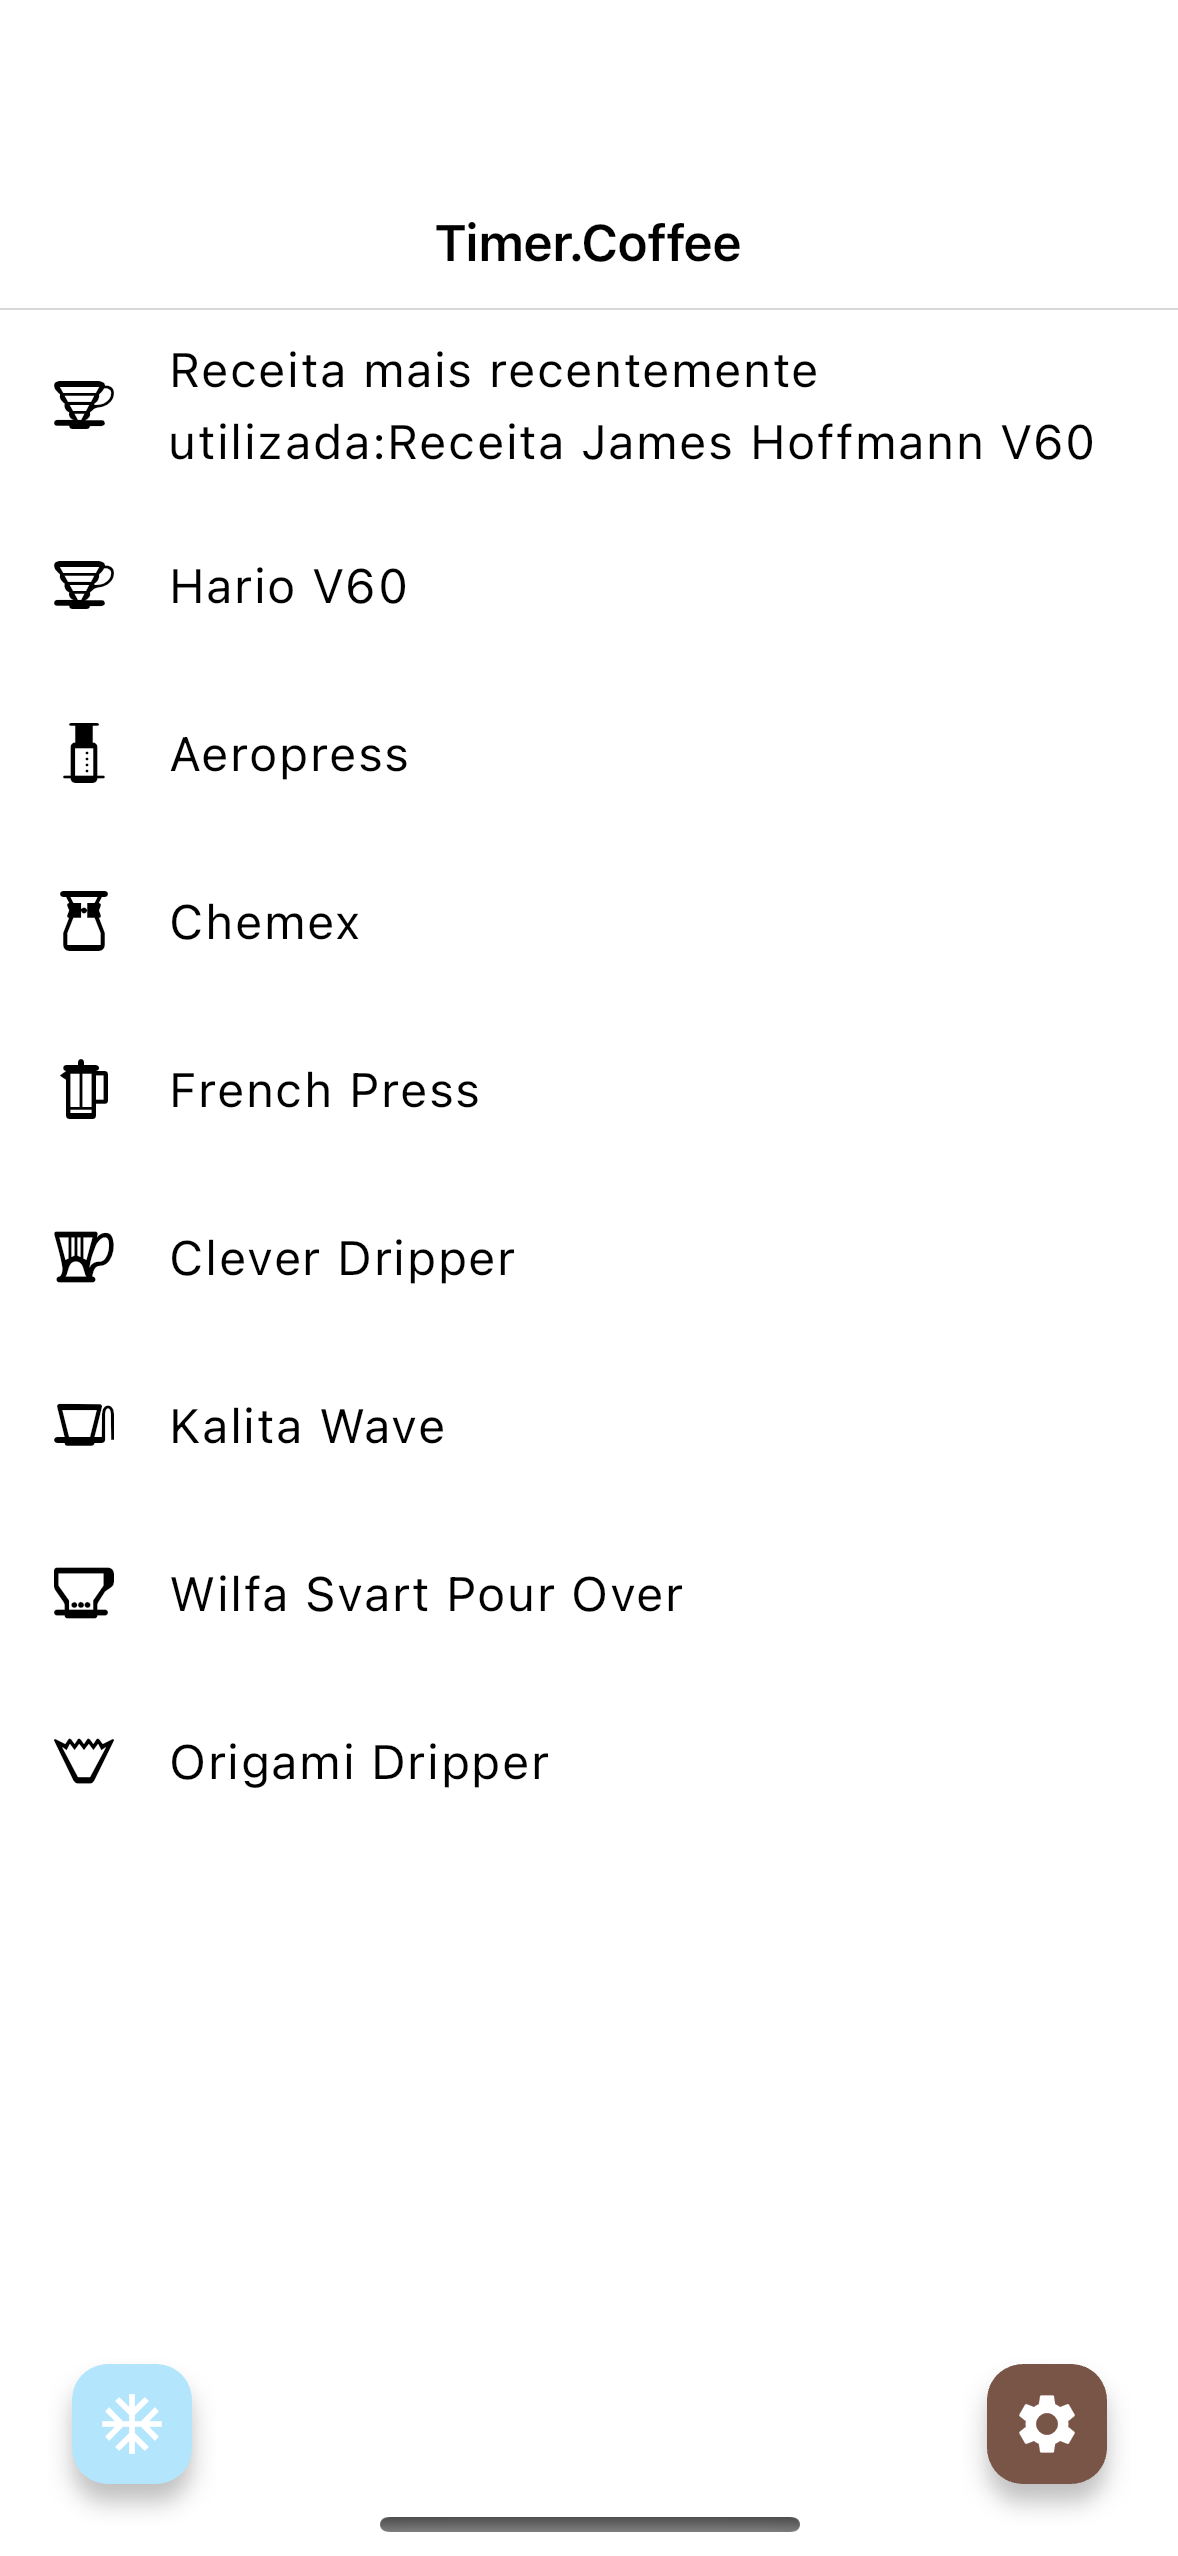 Timer.Coffee
Receita mais recentemente
utilizada:Receita James Hoffmann V60
Hario V60
Aeropress
Chemex
French Press
Clever Dripper
Kalita Wave
Wilfa Svart Pour Over
Origami Dripper